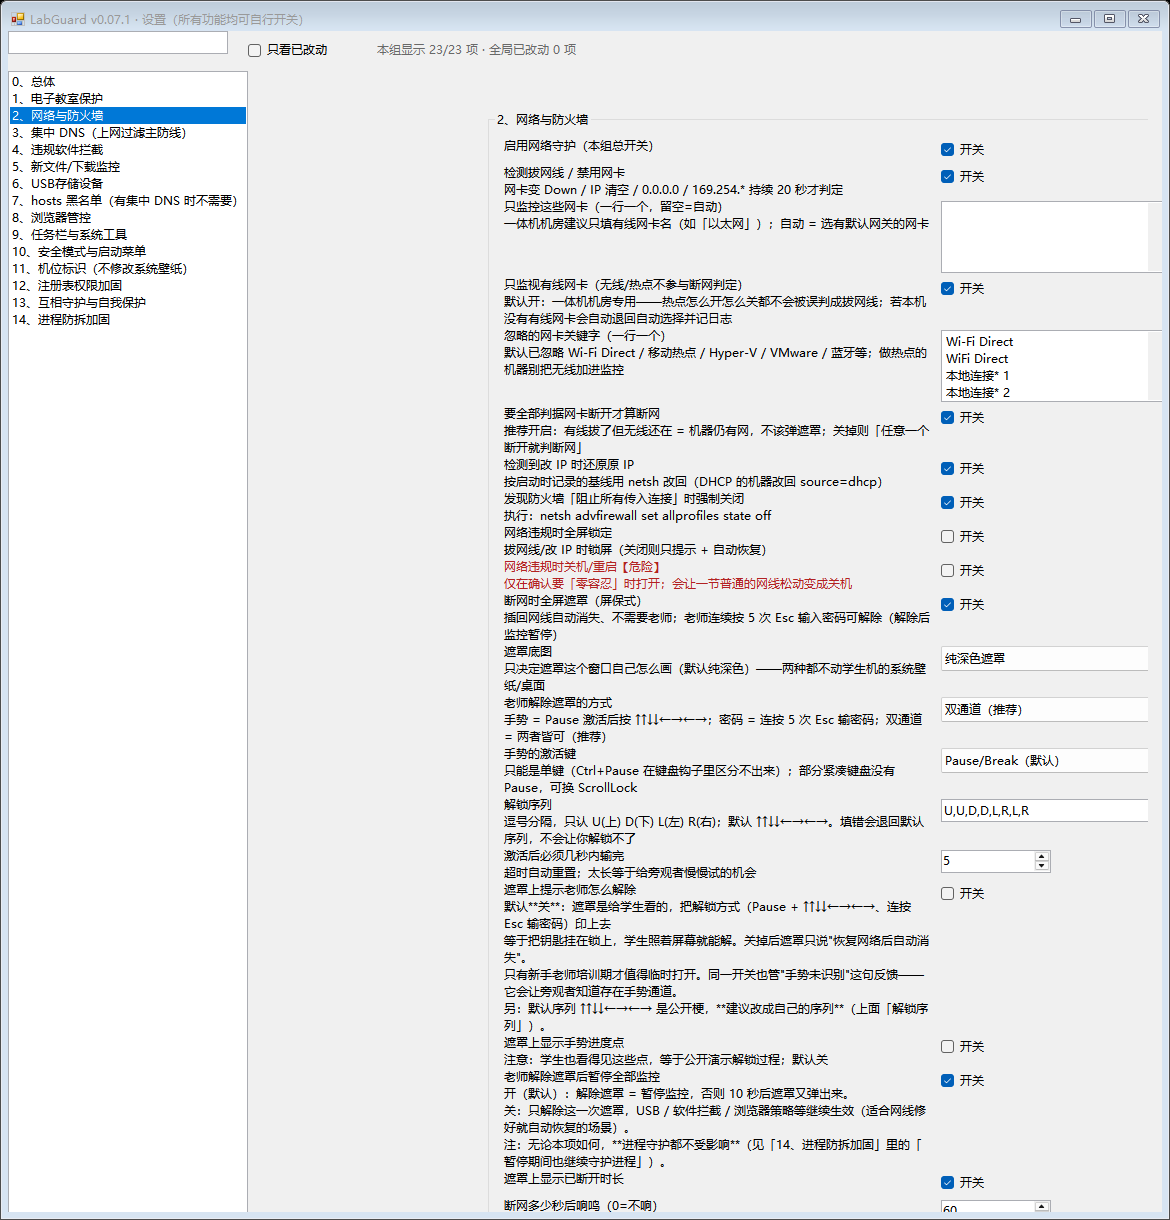 LabGuard v0.07.1 · 设置（所有功能均可自行开关）
只看已改动
本组显示 23/23 项 · 全局已改动 0 项
0、总体
1、电子教室保护
2、网络与防火墙
3、集中 DNS（上网过滤主防线）
4、违规软件拦截
5、新文件/下载监控
6、USB存储设备
7、hosts 黑名单（有集中 DNS 时不需要）
8、浏览器管控
9、任务栏与系统工具
10、安全模式与启动菜单
11、机位标识（不修改系统壁纸）
12、注册表权限加固
13、互相守护与自我保护
14、进程防拆加固
2、网络与防火墙
启用网络守护（本组总开关）
开关
检测拔网线 / 禁用网卡
开关
网卡变 Down / IP 清空 / 0.0.0.0 / 169.254.* 持续 20 秒才判定
只监控这些网卡（一行一个，留空=自动）
一体机机房建议只填有线网卡名（如「以太网」）；自动 = 选有默认网关的网卡
只监视有线网卡（无线/热点不参与断网判定）
开关
默认开：一体机机房专用——热点怎么开怎么关都不会被误判成拔网线；若本机
没有有线网卡会自动退回自动选择并记日志
忽略的网卡关键字（一行一个）
默认已忽略 Wi-Fi Direct / 移动热点 / Hyper-V / VMware / 蓝牙等；做热点的
机器别把无线加进监控
Wi-Fi Direct
WiFi Direct
本地连接* 1
本地连接* 2
要全部判据网卡断开才算断网
开关
推荐开启：有线拔了但无线还在 = 机器仍有网，不该弹遮罩；关掉则「任意一个
断开就判断网」
检测到改 IP 时还原原 IP
开关
按启动时记录的基线用 netsh 改回（DHCP 的机器改回 source=dhcp）
发现防火墙「阻止所有传入连接」时强制关闭
开关
执行：netsh advfirewall set allprofiles state off
网络违规时全屏锁定
开关
拔网线/改 IP 时锁屏（关闭则只提示 + 自动恢复）
网络违规时关机/重启【危险】
开关
仅在确认要「零容忍」时打开；会让一节普通的网线松动变成关机
断网时全屏遮罩（屏保式）
开关
插回网线自动消失、不需要老师；老师连续按 5 次 Esc 输入密码可解除（解除后
监控暂停）
遮罩底图
纯深色遮罩
只决定遮罩这个窗口自己怎么画（默认纯深色）——两种都不动学生机的系统壁
纸/桌面
老师解除遮罩的方式
双通道（推荐）
手势 = Pause 激活后按 ↑↑↓↓←→←→；密码 = 连按 5 次 Esc 输密码；双通道
= 两者皆可（推荐）
手势的激活键
Pause/Break（默认）
只能是单键（Ctrl+Pause 在键盘钩子里区分不出来）；部分紧凑键盘没有
Pause，可换 ScrollLock
解锁序列
U,U,D,D,L,R,L,R
逗号分隔，只认 U(上) D(下) L(左) R(右)；默认 ↑↑↓↓←→←→。填错会退回默认
序列，不会让你解锁不了
激活后必须几秒内输完
5
超时自动重置；太长等于给旁观者慢慢试的机会
遮罩上提示老师怎么解除
开关
默认**关**：遮罩是给学生看的，把解锁方式（Pause + ↑↑↓↓←→←→、连按
Esc 输密码）印上去
等于把钥匙挂在锁上，学生照着屏幕就能解。关掉后遮罩只说"恢复网络后自动消
失"。
只有新手老师培训期才值得临时打开。同一开关也管"手势未识别"这句反馈——
它会让旁观者知道存在手势通道。
另：默认序列 ↑↑↓↓←→←→ 是公开梗，**建议改成自己的序列**（上面「解锁序
列」）。
遮罩上显示手势进度点
开关
注意：学生也看得见这些点，等于公开演示解锁过程；默认关
老师解除遮罩后暂停全部监控
开关
开（默认）：解除遮罩 = 暂停监控，否则 10 秒后遮罩又弹出来。
关：只解除这一次遮罩，USB / 软件拦截 / 浏览器策略等继续生效（适合网线修
好就自动恢复的场景）。
注：无论本项如何，**进程守护都不受影响**（见「14、进程防拆加固」里的「
暂停期间也继续守护进程」）。
遮罩上显示已断开时长
开关
断网多少秒后响鸣（0=不响）
60